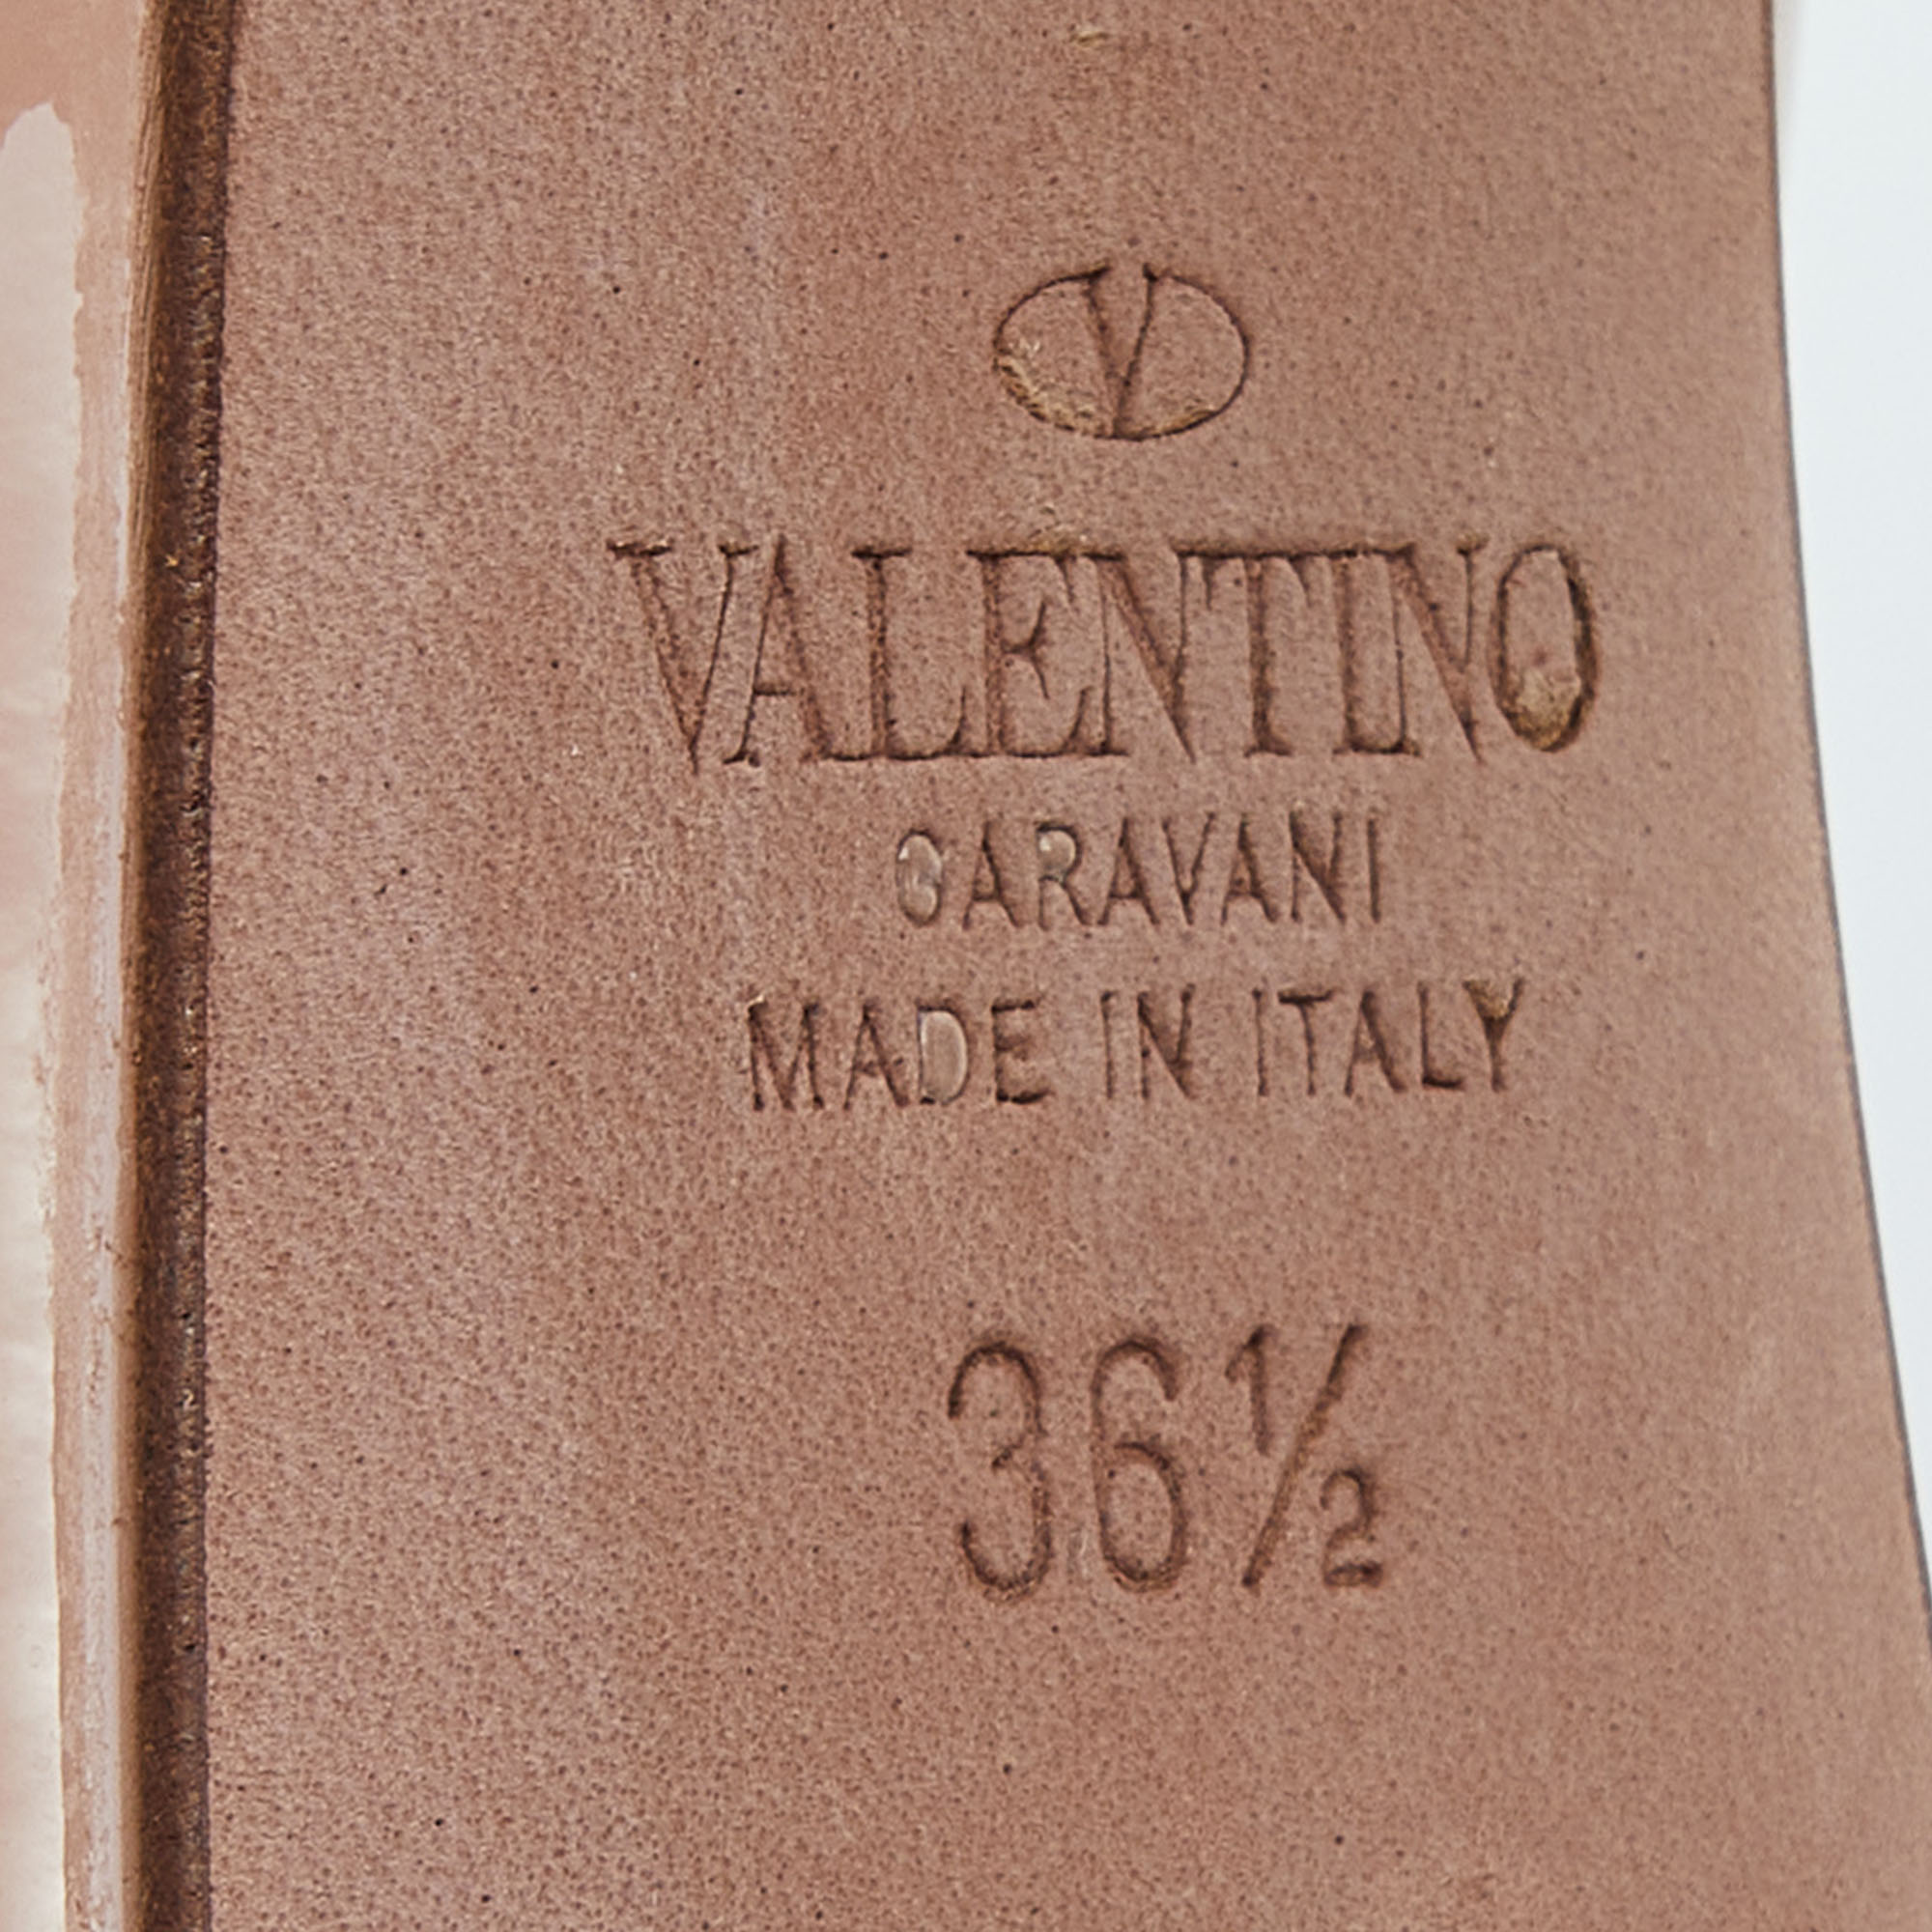 V
VALENTINO
GARAVANI
MADE IN ITALY
36½